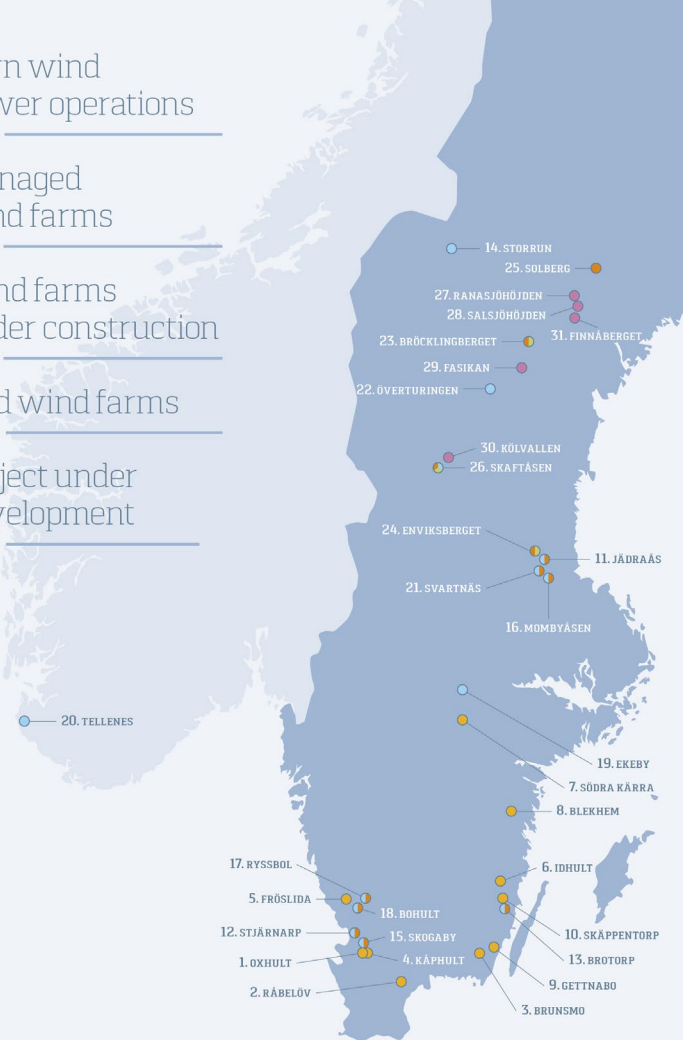 n wind
wer operations
naged
nd farms
nd farms
der construction
d wind farms
ject under
velopment
14. STORRUN
25. SOLBERG
27. RANASJÖHÖJDEN
28. SALSJÖHÖJDEN
31. FINNÅBERGET
23. BRÖCKLINGBERGET
29. FASIKAN
22. ÖVERTURINGEN
30. KÖLVALLEN
26. SKAFTÅSEN
24. ENVIKSBERGET
11. JÄDRAÅS
21. SVARTNÄS
16. MOMBYÅSEN
20. TELLENES
19. EKEBY
7. SÖDRA KÄRRA
8. BLEKHEM
17. RYSSBOL
6. IDHULT
5. FRÖSLIDA
18. BOHULT
12. STJÄRNARP
15. SKOGABY
10. SKÄPPENTORP
1. OXHULT
4. KÅPHULT
13. BROTORP
2. RÅBELÖV
9. GETTNABO
3. BRUNSMO